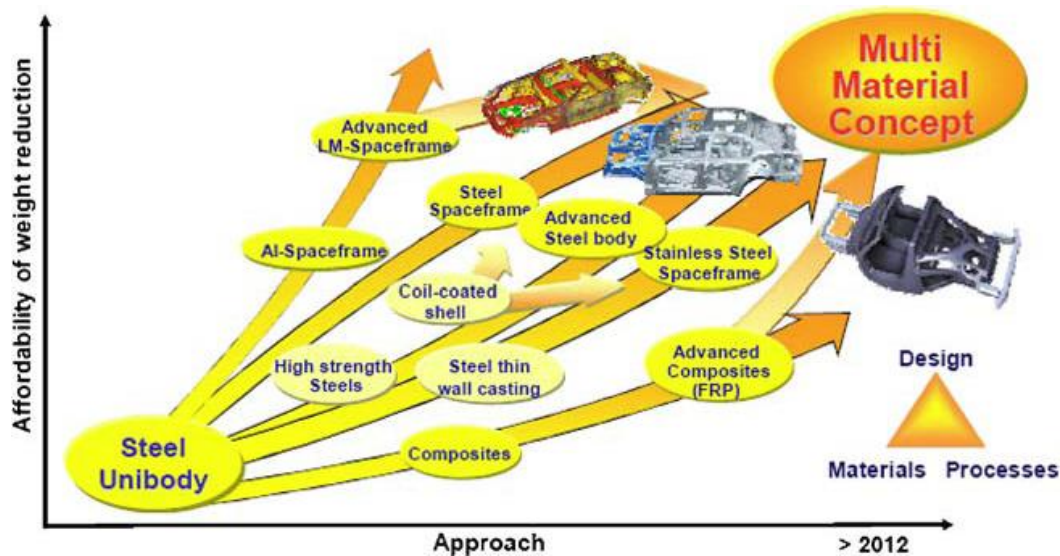 Affordability of weight reduction
Multi
Material
Concept
Advanced
LM-Spaceframe
Steel
Spaceframe
Advanced
Steel body
Al-Spaceframe
Stainless Steel
Spaceframe
Coil-coated
shell
High strength
Steels
Steel thin
wall casting
Advanced
Composites
(FRP)
Design
Materials Processes
Steel
Unibody
Composites
Approach
> 2012